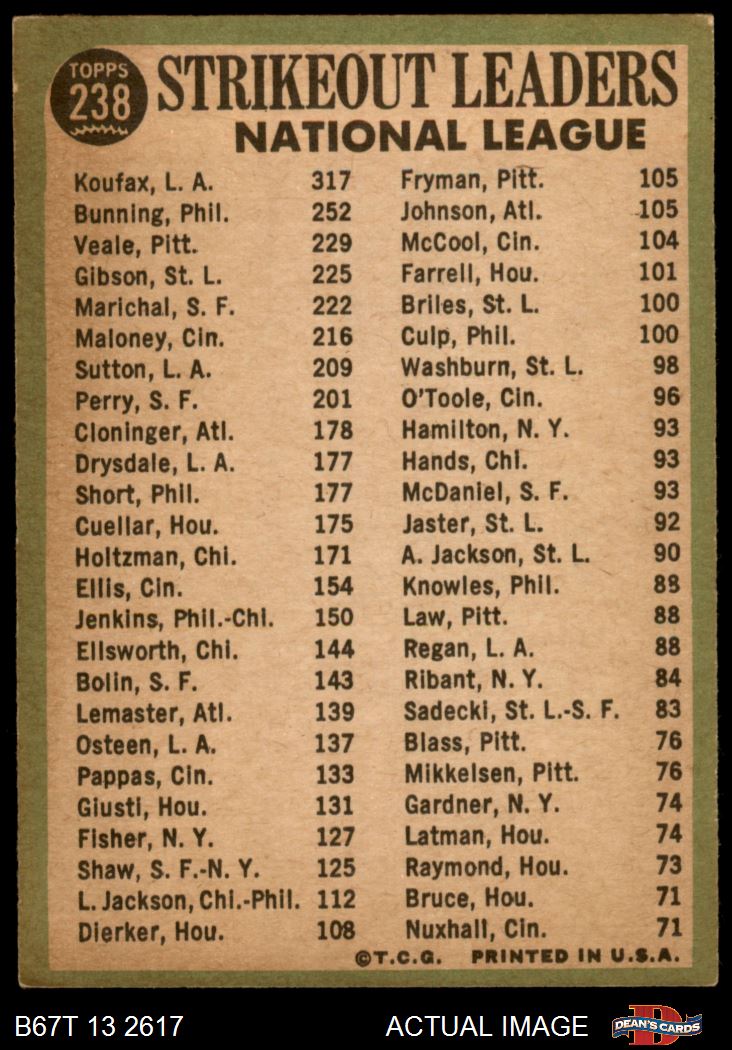 TOPPS
238
STRIKEOUT LEADERS
NATIONAL LEAGUE
Koufax, L. A. 317
Bunning, Phil. 252
Veale, Pitt. 229
Gibson, St. L. 225
Marichal, S. F. 222
Maloney, Cin. 216
Sutton, L. A. 209
Perry, S. F. 201
Cloninger, Atl. 178
Drysdale, L. A. 177
Short, Phil. 177
Cuellar, Hou. 175
Holtzman, Chi. 171
Ellis, Cin. 154
Jenkins, Phil.-Chi. 150
Ellsworth, Chi. 144
Bolin, S. F. 143
Lemaster, Atl. 139
Osteen, L. A. 137
Pappas, Cin. 133
Giusti, Hou. 131
Fisher, N. Y. 127
Shaw, S. F.-N. Y. 125
L. Jackson, Chi.-Phil. 112
Dierker, Hou. 108
Fryman, Pitt. 105
Johnson, Atl. 105
McCool, Cin. 104
Farrell, Hou. 101
Briles, St. L. 100
Culp, Phil. 100
Washburn, St. L. 98
O'Toole, Cin. 96
Hamilton, N. Y. 93
Hands, Chi. 93
McDaniel, S. F. 93
Jaster, St. L. 92
A. Jackson, St. L. 90
Knowles, Phil. 88
Law, Pitt. 88
Regan, L. A. 88
Ribant, N. Y. 84
Sadecki, St. L.-S. F. 83
Blass, Pitt. 76
Mikkelsen, Pitt. 76
Gardner, N. Y. 74
Latman, Hou. 74
Raymond, Hou. 73
Bruce, Hou. 71
Nuxhall, Cin. 71
©T.C.G. PRINTED IN U.S.A.
B67T 13 2617 ACTUAL IMAGE
D
DEAN'S CARDS